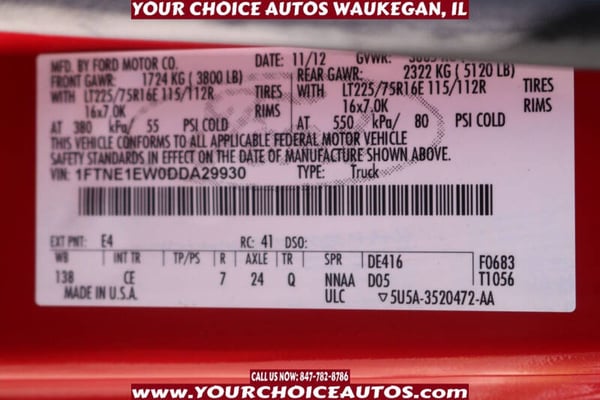 YOUR CHOICE AUTOS WAUKEGAN, IL
MFD. BY FORD MOTOR CO. DATE: 11/12 GVWR:
FRONT GAWR: 1724 KG ( 3800 LB) REAR GAWR: 2322 KG ( 5120 LB)
WITH LT225/75R16E 115/112R TIRES WITH LT225/75R16E 115/112R TIRES
16x7.0K RIMS 16x7.0K RIMS
AT 380 kPa/ 55 PSI COLD AT 550 kPa/ 80 PSI COLD
THIS VEHICLE CONFORMS TO ALL APPLICABLE FEDERAL MOTOR VEHICLE
SAFETY STANDARDS IN EFFECT ON THE DATE OF MANUFACTURE SHOWN ABOVE.
VIN: 1FTNE1EW0DDA29930 TYPE: Truck
EXT PNT: E4 RC: 41 DSO:
WB INT TR TP/PS R AXLE TR SPR DE416 F0683
138 CE 7 24 Q NNAA D05 T1056
MADE IN U.S.A. ULC ▽5U5A-3520472-AA
CALL US NOW: 847-782-8786
WWW.YOURCHOICEAUTOS.COM